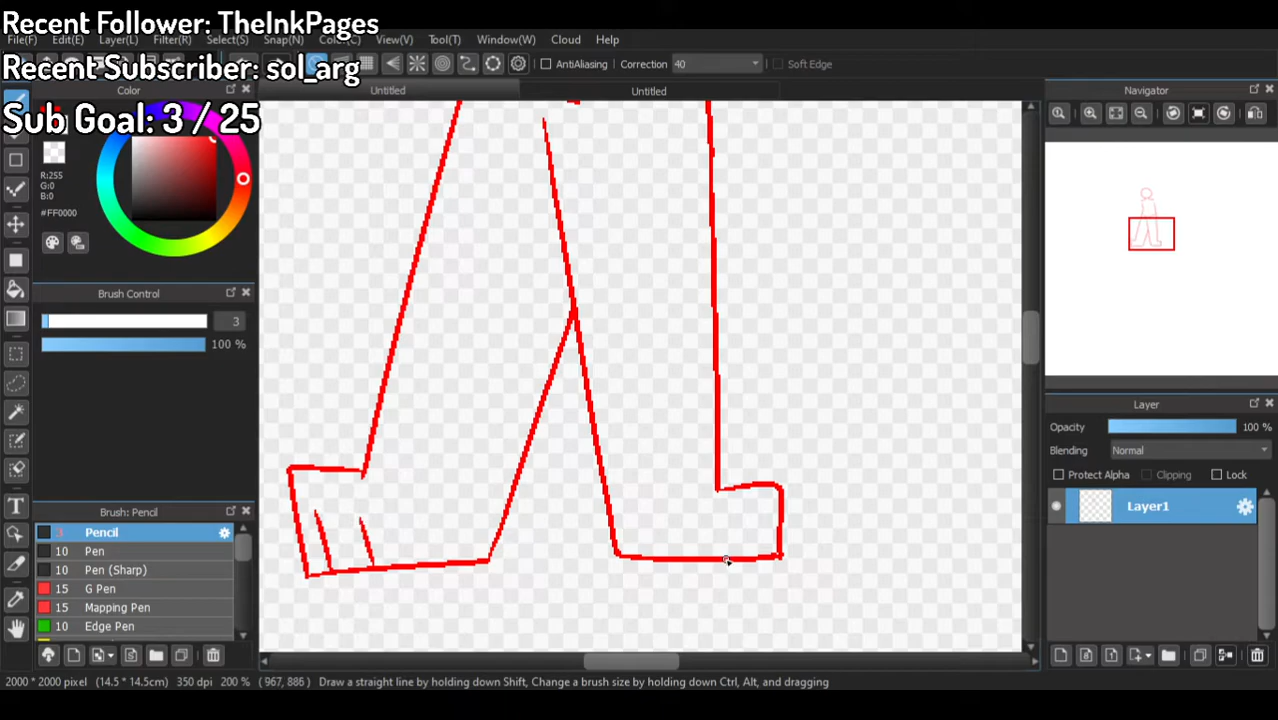 Recent Follower: TheInkPages
File(F) Edit(E) Layer(L) Filter(R) Select(S) Snap(N) Color(C) View(V) Tool(T) Window(W) Cloud Help
Recent Subscriber: sol_arg
AntiAliasing Correction 40 Soft Edge
Color Untitled Untitled Navigator
Sub Goal: 3 / 25
R:255
G:0
B:0
#FF0000
Brush Control
3
100 %
Layer
Opacity 100 %
Blending Normal
Protect Alpha Clipping Lock
Layer1
Brush: Pencil
3 Pencil
10 Pen
10 Pen (Sharp)
15 G Pen
15 Mapping Pen
10 Edge Pen
2000 * 2000 pixel (14.5 * 14.5cm) 350 dpi 200 % ( 967, 886 ) Draw a straight line by holding down Shift, Change a brush size by holding down Ctrl, Alt, and dragging